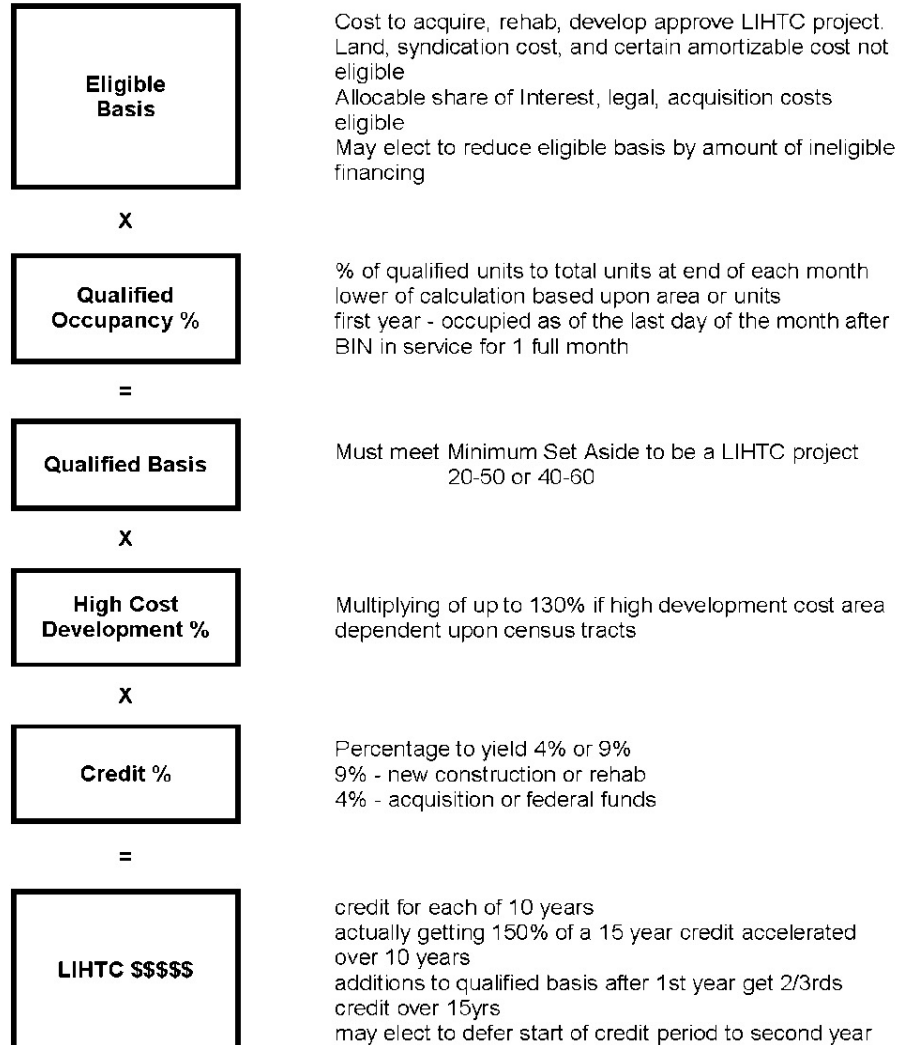 Eligible
Basis
Cost to acquire, rehab, develop approve LIHTC project.
Land, syndication cost, and certain amortizable cost not
eligible
Allocable share of Interest, legal, acquisition costs
eligible
May elect to reduce eligible basis by amount of ineligible
financing
X
Qualified
Occupancy %
% of qualified units to total units at end of each month
lower of calculation based upon area or units
first year - occupied as of the last day of the month after
BIN in service for 1 full month
=
Qualified Basis
Must meet Minimum Set Aside to be a LIHTC project
20-50 or 40-60
X
High Cost
Development %
Multiplying of up to 130% if high development cost area
dependent upon census tracts
X
Credit %
Percentage to yield 4% or 9%
9% - new construction or rehab
4% - acquisition or federal funds
=
LIHTC $$$$$
credit for each of 10 years
actually getting 150% of a 15 year credit accelerated
over 10 years
additions to qualified basis after 1st year get 2/3rds
credit over 15yrs
may elect to defer start of credit period to second year